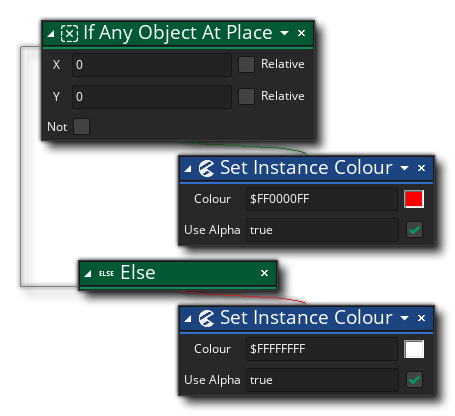 If Any Object At Place
X 0 Relative
Y 0 Relative
Not
Set Instance Colour
Colour $FF0000FF
Use Alpha true
ELSE Else
Set Instance Colour
Colour $FFFFFFFF
Use Alpha true